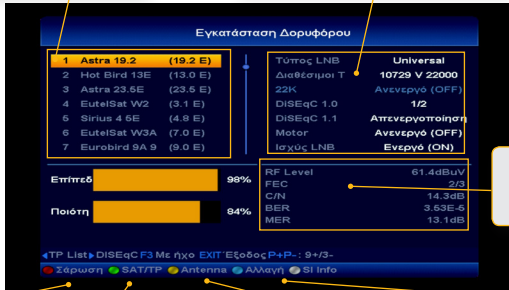 Εγκατάσταση Δορυφόρου
1 Astra 19.2 (19.2 E)
2 Hot Bird 13E (13.0 E)
3 Astra 23.5E (23.5 E)
4 EutelSat W2 (3.1 E)
5 Sirius 4 5E (4.8 E)
6 EutelSat W3A (7.0 E)
7 Eurobird 9A 9 (9.0 E)
Τύπος LNB Universal
Διαθέσιμοι Τ 10729 V 22000
22K Ανενεργό (OFF)
DiSEqC 1.0 1/2
DiSEqC 1.1 Απενεργοποίηση
Motor Ανενεργό (OFF)
Ισχύς LNB Ενεργό (ON)
Επίπεδ 98%
Ποιότη 84%
RF Level 61.4dBuV
FEC 2/3
C/N 14.3dB
BER 3.53E-5
MER 13.1dB
TP List DISEqC F3 Με ήχο EXIT Έξοδος P+P- : 9+/3-
Σάρωση SAT/TP Antenna Αλλαγή SI Info